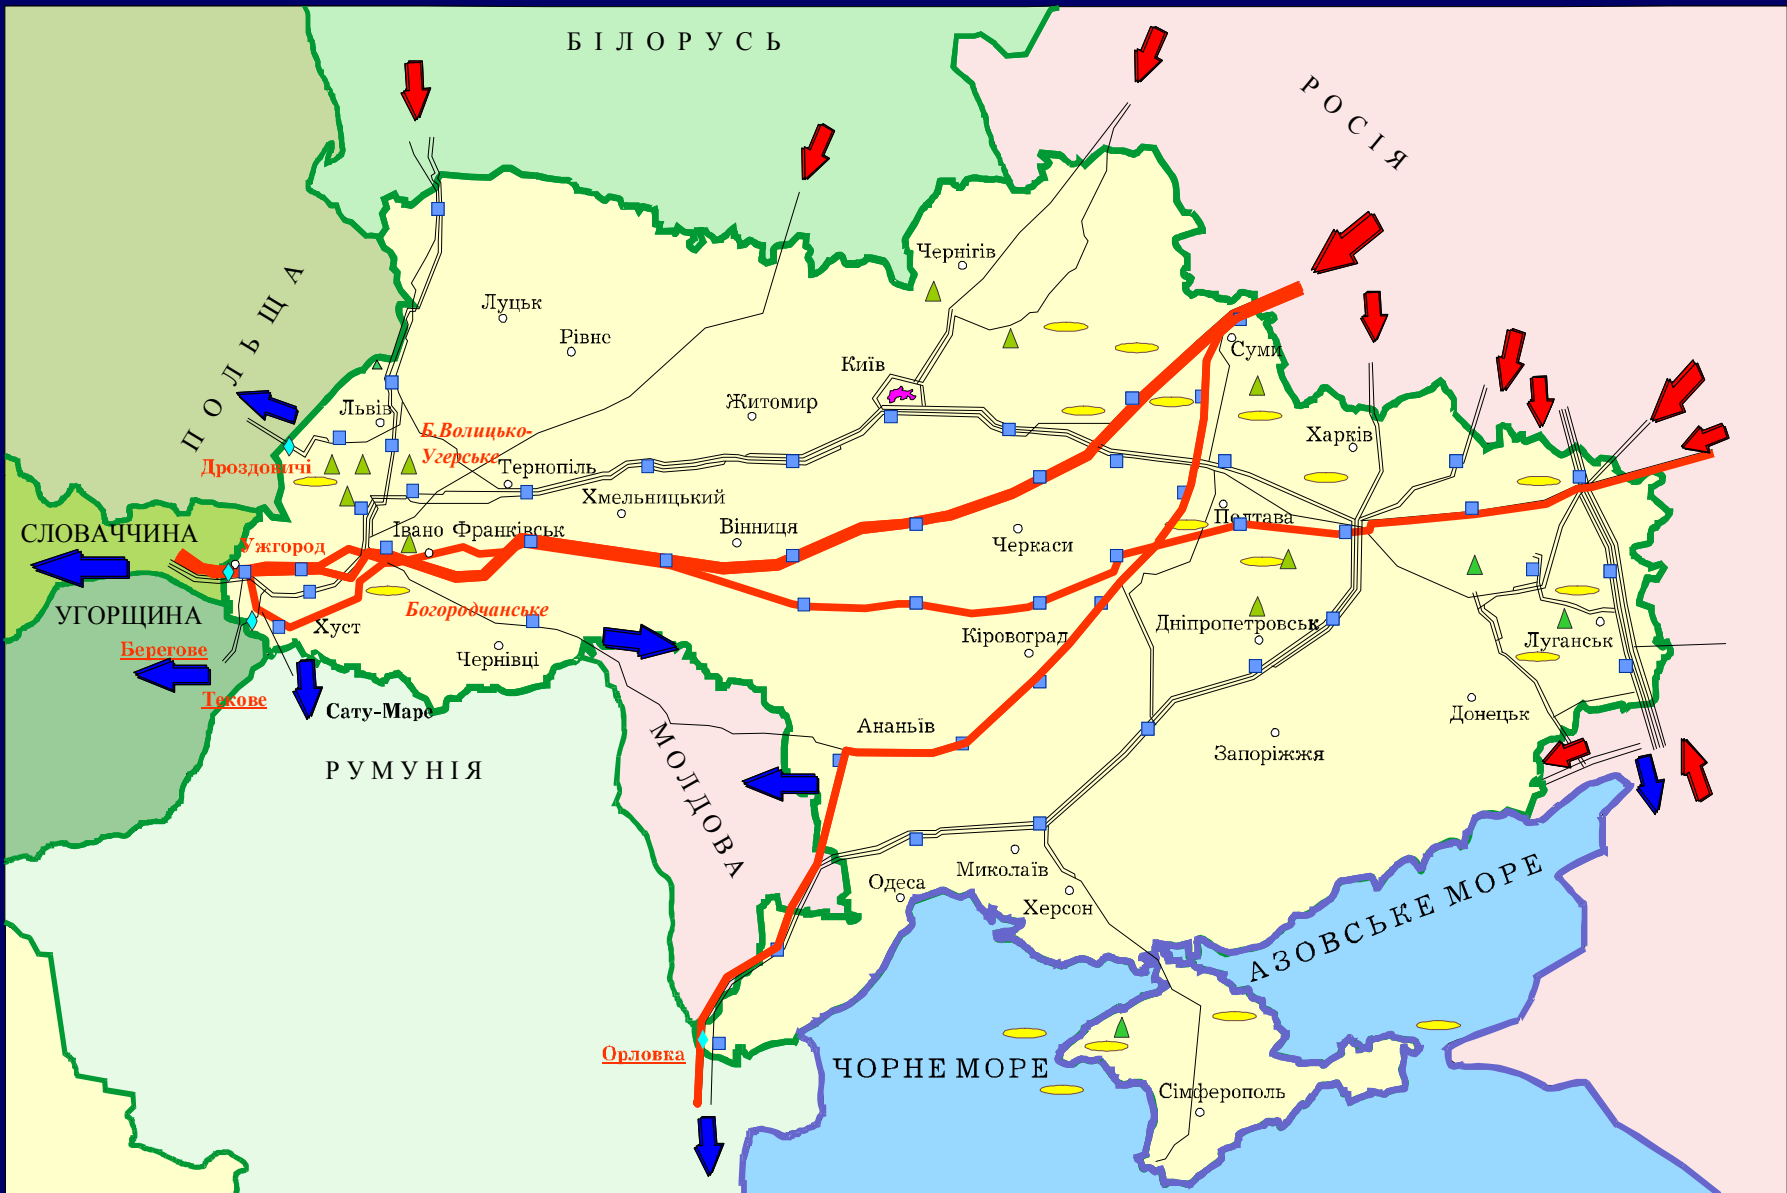 БІЛОРУСЬ
РОСІЯ
ПОЛЬЩА
Чернігів
Луцьк
Рівне
Суми
Київ
Житомир
Львів
Б.Волицько-
Угерське
Харків
Дроздовичі
Тернопіль
Хмельницький
Вінниця
Полтава
СЛОВАЧЧИНА
Івано Франківськ
Ужгород
Черкаси
УГОРЩИНА
Богородчанське
Хуст
Кіровоград
Дніпропетровськ
Луганськ
Берегове
Чернівці
Текове
Сату-Маре
Донецьк
Ананьїв
Запоріжжя
РУМУНІЯ
МОЛДОВА
Миколаїв
Одеса
Херсон
АЗОВСЬКЕ МОРЕ
Орловка
ЧОРНЕ МОРЕ
Сімферополь